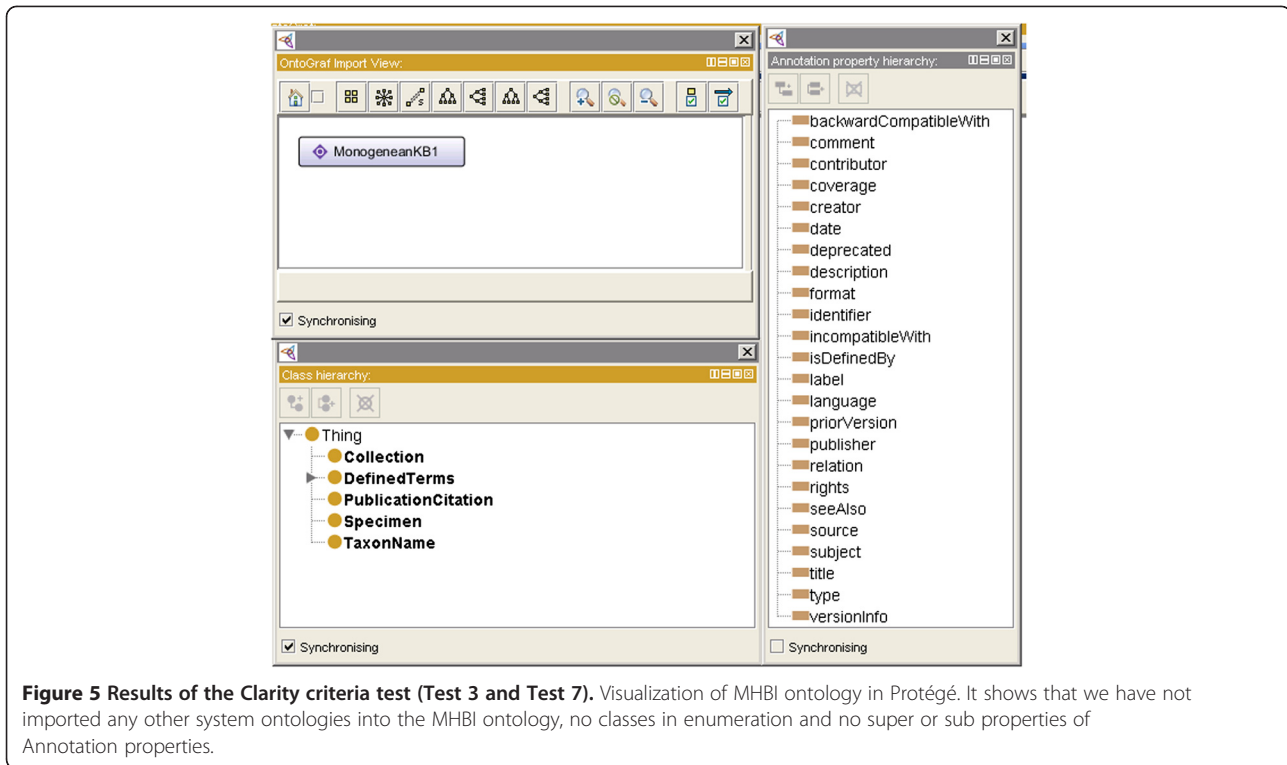 OntoGraf Import View:
MonogeneanKB1
Synchronising
Class hierarchy:
Thing
Collection
DefinedTerms
PublicationCitation
Specimen
TaxonName
Synchronising
Annotation property hierarchy:
backwardCompatibleWith
comment
contributor
coverage
creator
date
deprecated
description
format
identifier
incompatibleWith
isDefinedBy
label
language
priorVersion
publisher
relation
rights
seeAlso
source
subject
title
type
versionInfo
Synchronising
Figure 5 Results of the Clarity criteria test (Test 3 and Test 7). Visualization of MHBI ontology in Protégé. It shows that we have not
imported any other system ontologies into the MHBI ontology, no classes in enumeration and no super or sub properties of
Annotation properties.